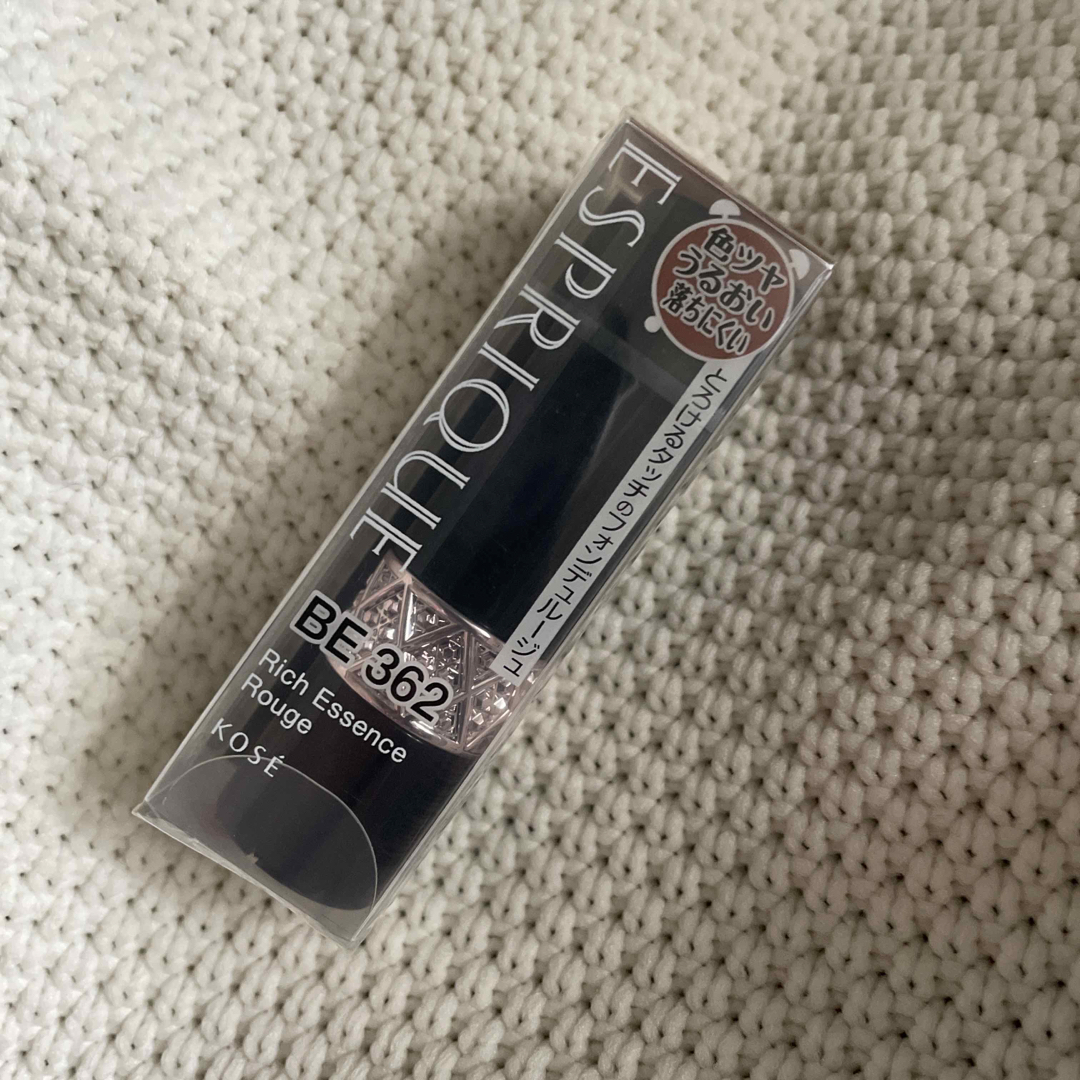 ESPRIQUE
色ツヤ
うるおい
落ちにくい
とろけるタッチのフォンデュルージュ
BE 362
Rich Essence
Rouge
KOSÉ